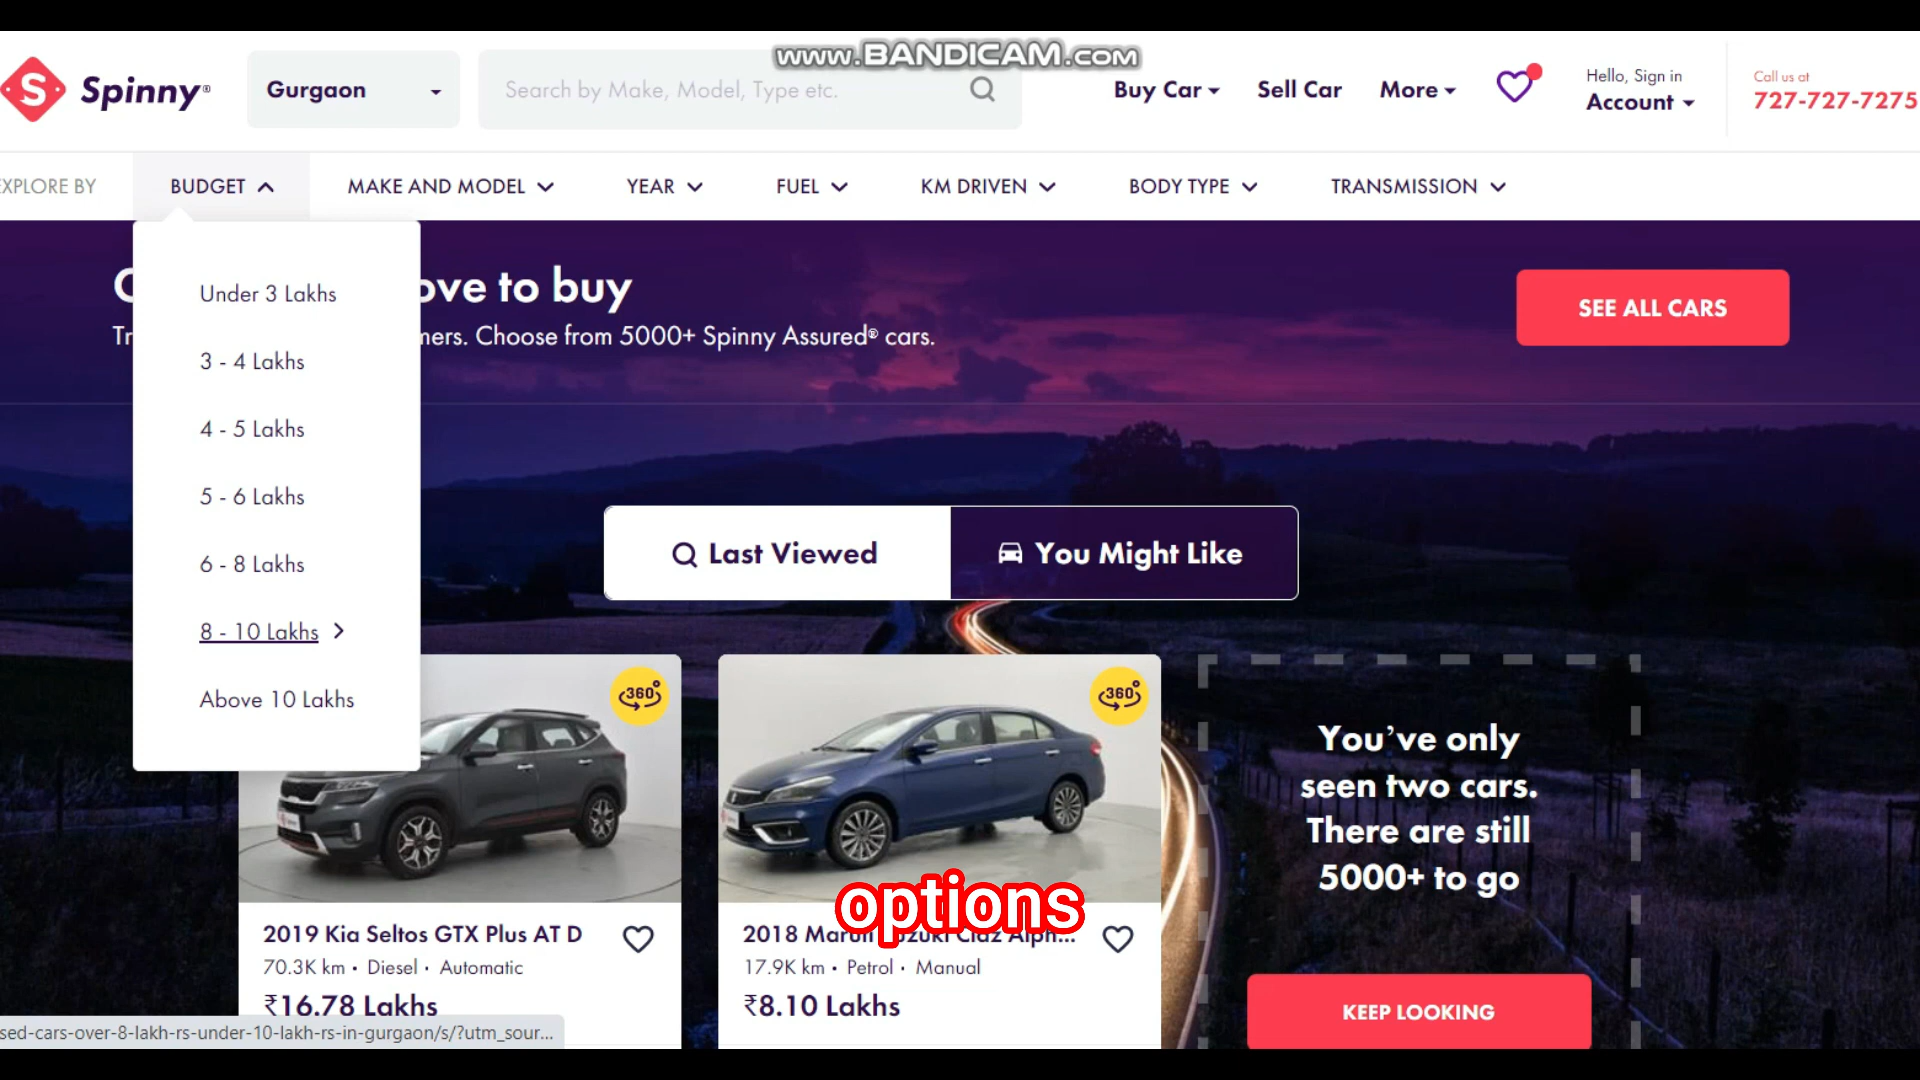 www.BANDICAM.com
S Spinny®
Gurgaon
Search by Make, Model, Type etc.
Buy Car
Sell Car
More
Hello, Sign in
Account
Call us at
727-727-7275
EXPLORE BY
BUDGET
MAKE AND MODEL
YEAR
FUEL
KM DRIVEN
BODY TYPE
TRANSMISSION
Under 3 Lakhs
3 - 4 Lakhs
4 - 5 Lakhs
5 - 6 Lakhs
6 - 8 Lakhs
8 - 10 Lakhs
Above 10 Lakhs
to buy
Choose from 5000+ Spinny Assured® cars.
SEE ALL CARS
Last Viewed
You Might Like
360°
360°
You've only
seen two cars.
There are still
5000+ to go
KEEP LOOKING
options
2019 Kia Seltos GTX Plus AT D
70.3K km • Diesel • Automatic
₹16.78 Lakhs
2018
17.9K km • Petrol • Manual
₹8.10 Lakhs
sed-cars-over-8-lakh-rs-under-10-lakh-rs-in-gurgaon/s/?utm_sour...